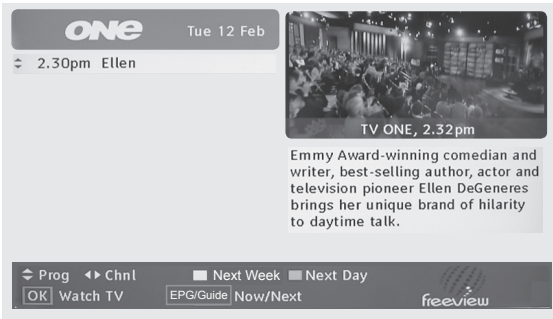 ONE Tue 12 Feb
2.30pm Ellen
TV ONE, 2.32pm
Emmy Award-winning comedian and
writer, best-selling author, actor and
television pioneer Ellen DeGeneres
brings her unique brand of hilarity
to daytime talk.
Prog Chnl Next Week Next Day
OK Watch TV EPG/Guide Now/Next
freeview